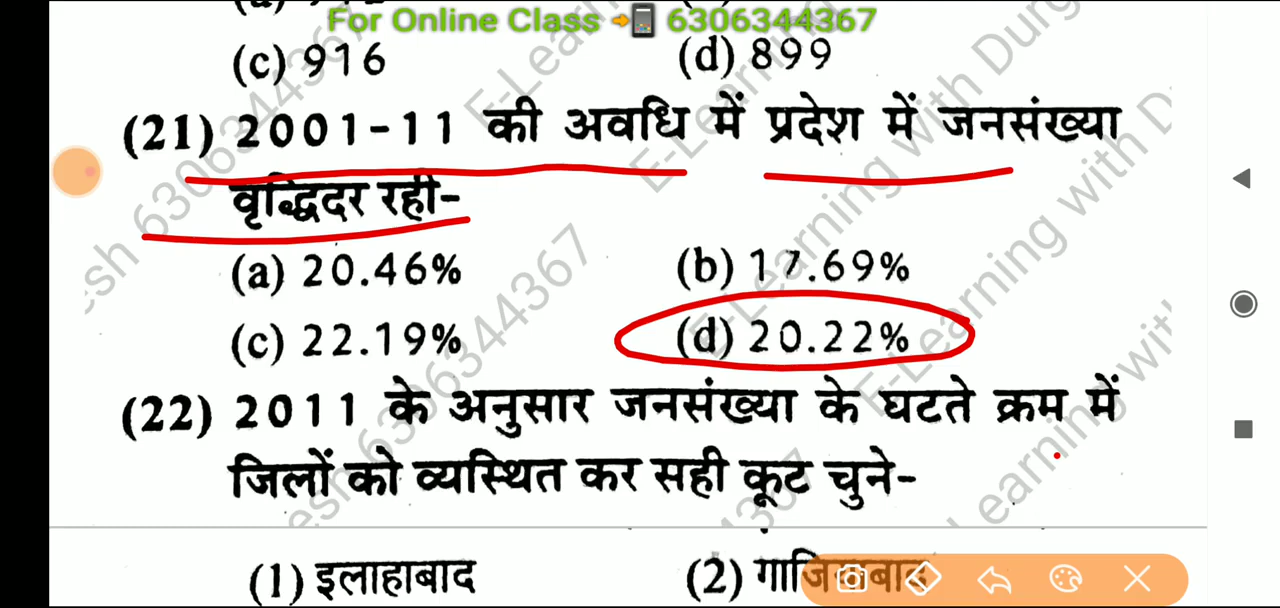 For Online Class 6306344367
(c) 916 (d) 899
(21) 2001-11 की अवधि में प्रदेश में जनसंख्या
वृद्धिदर रही-
(a) 20.46% (b) 17.69%
(c) 22.19% (d) 20.22%
(22) 2011 के अनुसार जनसंख्या के घटते क्रम में
जिलों को व्यस्थित कर सही कूट चुने-
(1) इलाहाबाद (2) गाजियाबाद